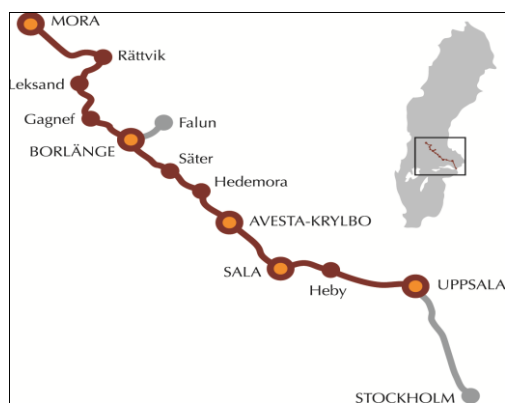 MORA
Rättvik
Leksand
Gagnef
Falun
BORLÄNGE
Säter
Hedemora
AVESTA-KRYLBO
SALA
Heby
UPPSALA
STOCKHOLM